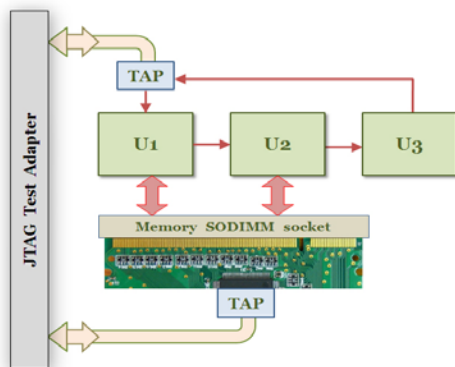 JTAG Test Adapter
TAP
U1
U2
U3
Memory SODIMM socket
TAP